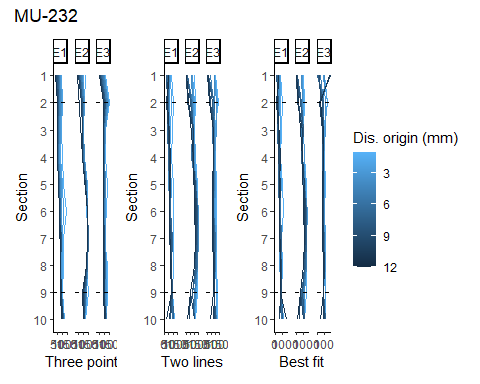 MU-232
E1 E2 E3 E1 E2 E3 E1 E2 E3
1 1 1
2 2 2
3 3 3
4 4 4
5 5 5
6 6 6
7 7 7
8 8 8
9 9 9
10 10 10
Section Section Section
Three point Two lines Best fit
Dis. origin (mm)
3
6
9
12